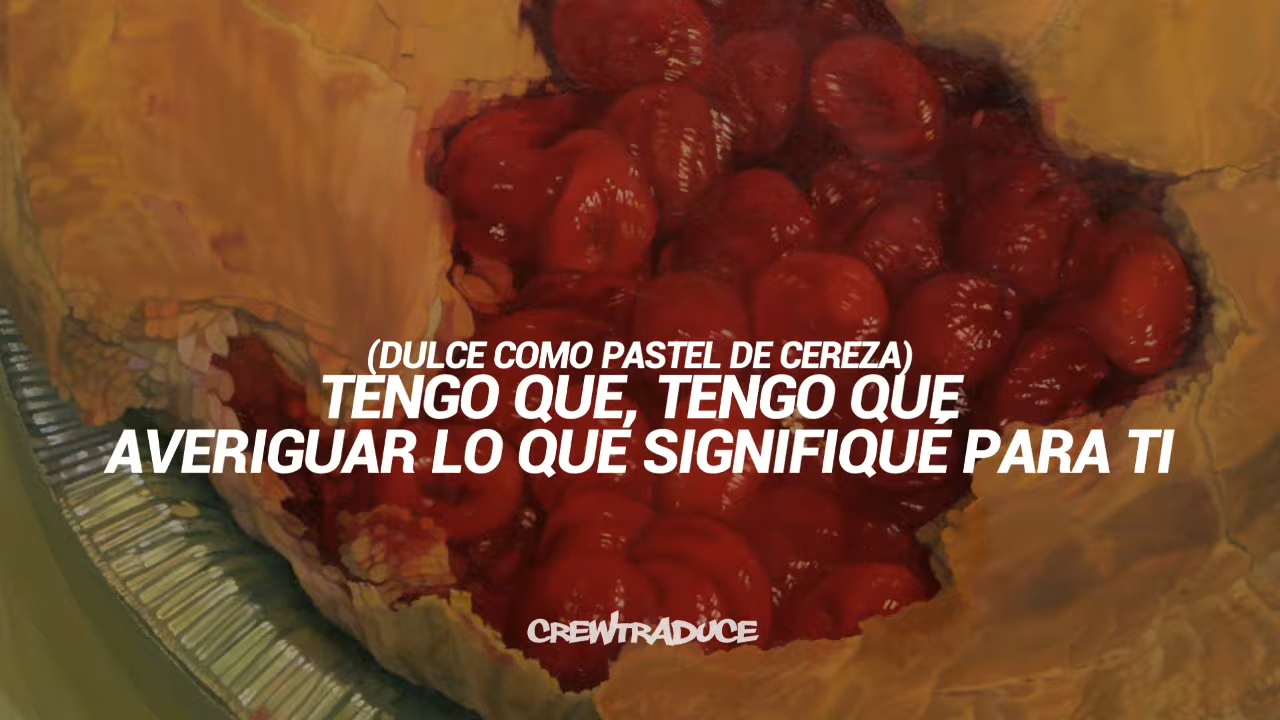 (DULCE COMO PASTEL DE CEREZA)
TENGO QUE, TENGO QUE
AVERIGUAR LO QUE SIGNIFIQUÉ PARA TI
CREWTRADUCE